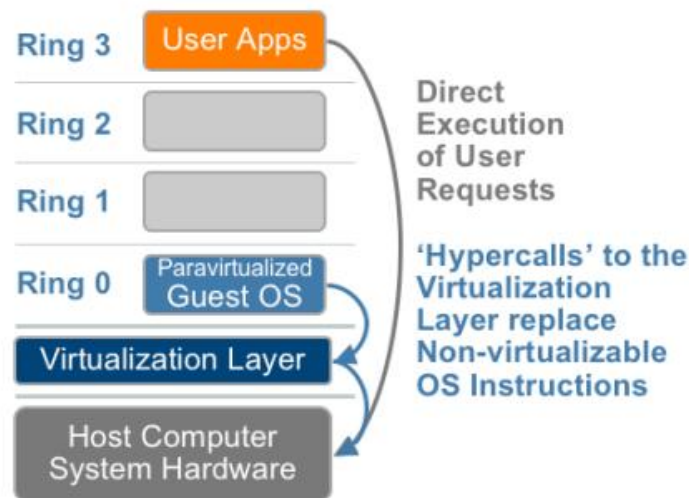 Ring 3
User Apps
Ring 2
Ring 1
Ring 0
Paravirtualized
Guest OS
Virtualization Layer
Host Computer
System Hardware
Direct
Execution
of User
Requests
‘Hypercalls’ to the
Virtualization
Layer replace
Non-virtualizable
OS Instructions